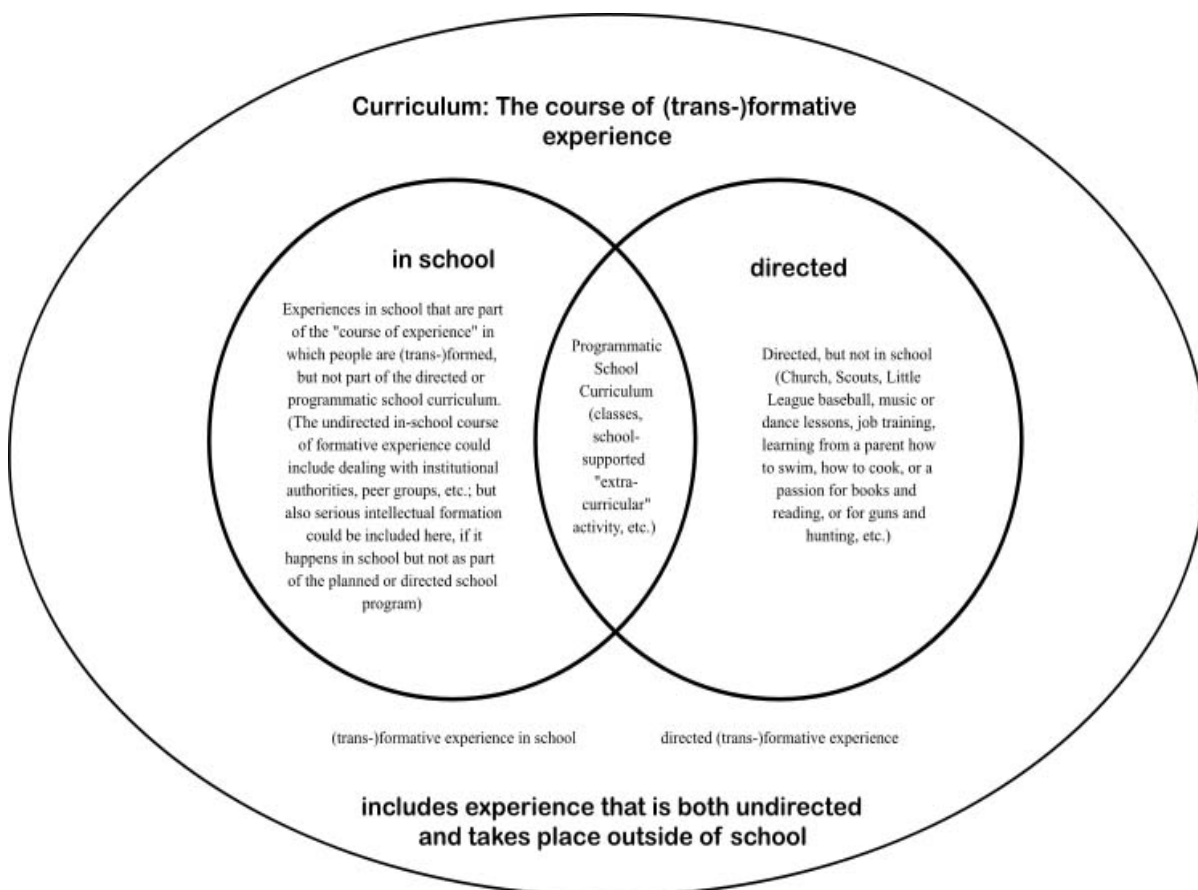 Curriculum: The course of (trans-)formative
experience
in school
Experiences in school that are part
of the "course of experience" in
which people are (trans-)formed,
but not part of the directed or
programmatic school curriculum.
(The undirected in-school course
of formative experience could
include dealing with institutional
authorities, peer groups, etc.; but
also serious intellectual formation
could be included here, if it
happens in school but not as part
of the planned or directed school
program)
Programmatic
School
Curriculum
(classes,
school-
supported
"extra-
curricular"
activity, etc.)
directed
Directed, but not in school
(Church, Scouts, Little
League baseball, music or
dance lessons, job training,
learning from a parent how
to swim, how to cook, or a
passion for books and
reading, or for guns and
hunting, etc.)
(trans-)formative experience in school
directed (trans-)formative experience
includes experience that is both undirected
and takes place outside of school